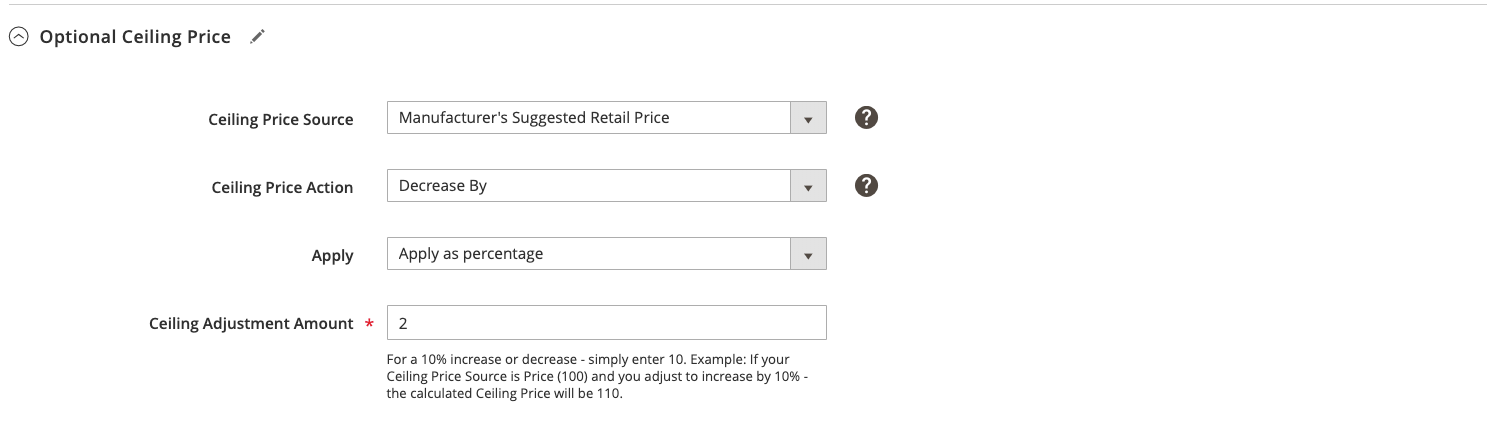 Optional Ceiling Price
Ceiling Price Source
Manufacturer's Suggested Retail Price
?
Ceiling Price Action
Decrease By
?
Apply
Apply as percentage
Ceiling Adjustment Amount *
2
For a 10% increase or decrease - simply enter 10. Example: If your
Ceiling Price Source is Price (100) and you adjust to increase by 10% -
the calculated Ceiling Price will be 110.